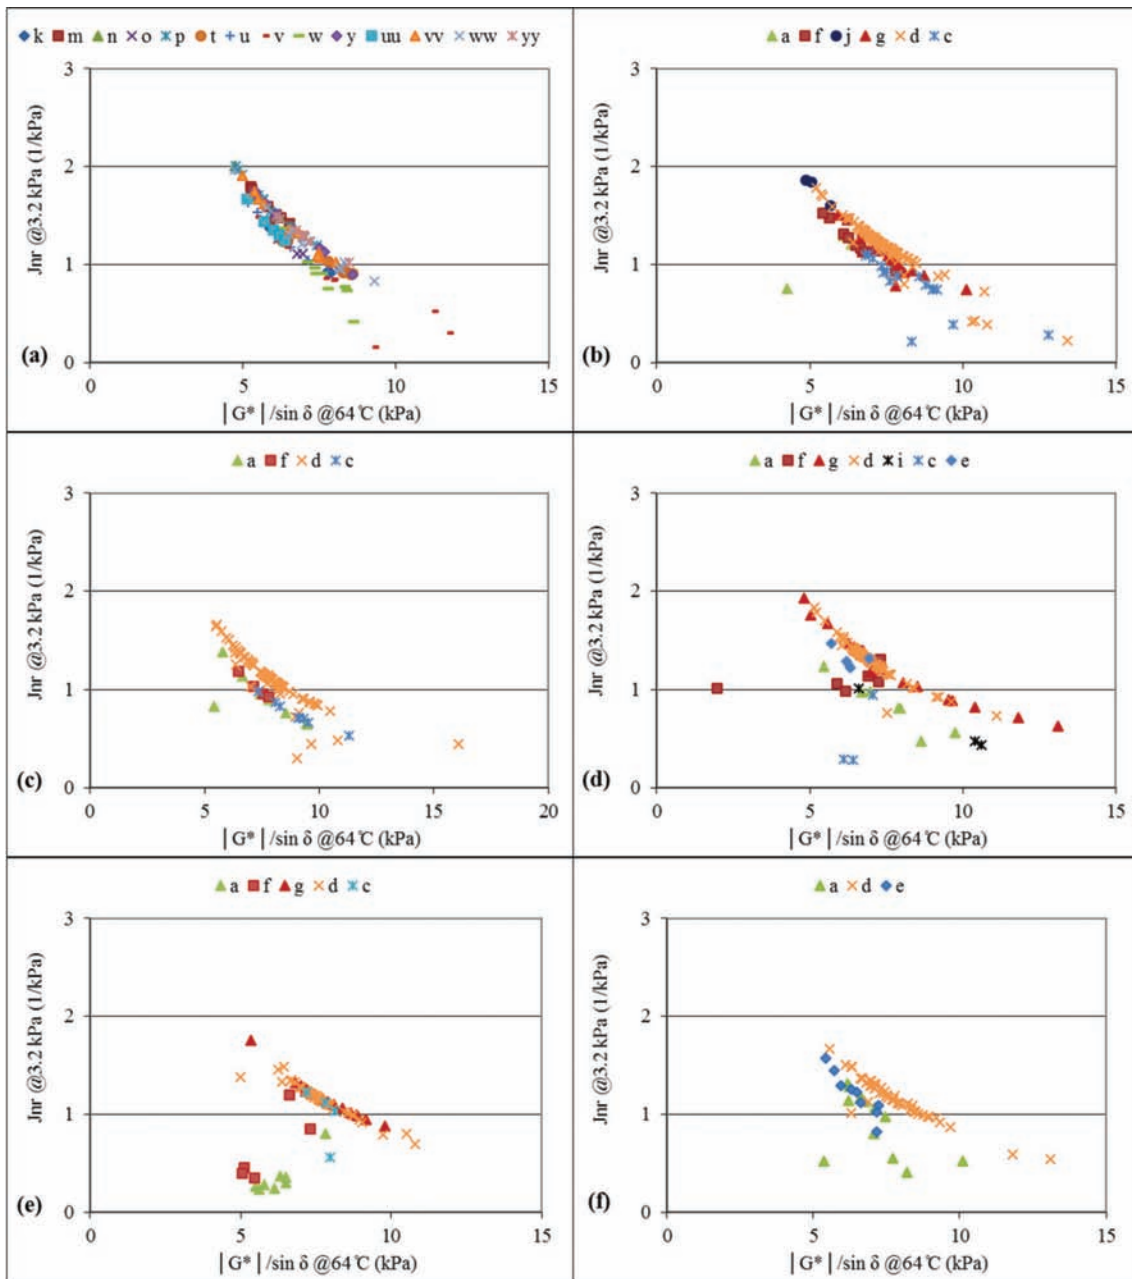 k m n o p t u v w y uu vv ww yy
3
2
1
0
Jnr @3.2 kPa (1/kPa)
(a)
0 5 10 15
|G*|/sin δ @64℃ (kPa)
a f j g d c
3
2
1
0
Jnr @3.2 kPa (1/kPa)
(b)
0 5 10 15
|G*|/sin δ @64℃ (kPa)
a f d c
3
2
1
0
Jnr @3.2 kPa (1/kPa)
(c)
0 5 10 15 20
|G*|/sin δ @64℃ (kPa)
a f g d i c e
3
2
1
0
Jnr @3.2 kPa (1/kPa)
(d)
0 5 10 15
|G*|/sin δ @64℃ (kPa)
a f g d c
3
2
1
0
Jnr @3.2 kPa (1/kPa)
(e)
0 5 10 15
|G*|/sin δ @64℃ (kPa)
a d e
3
2
1
0
Jnr @3.2 kPa (1/kPa)
(f)
0 5 10 15
|G*|/sin δ @64℃ (kPa)